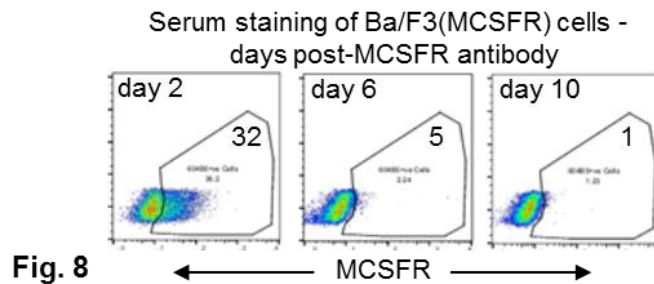 Serum staining of Ba/F3(MCSFR) cells -
days post-MCSFR antibody
day 2
32
day 6
5
day 10
1
Fig. 8
MCSFR